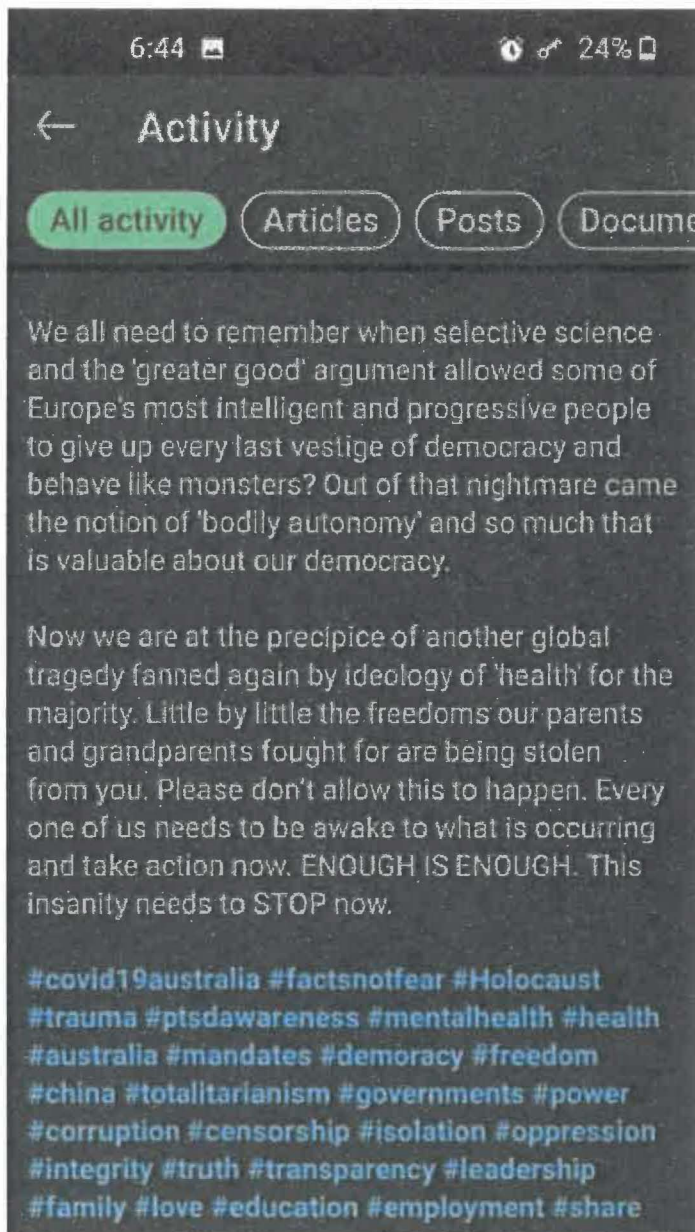 6:44 24%
← Activity
All activity Articles Posts Docume
We all need to remember when selective science
and the 'greater good' argument allowed some of
Europe's most intelligent and progressive people
to give up every last vestige of democracy and
behave like monsters? Out of that nightmare came
the notion of 'bodily autonomy' and so much that
is valuable about our democracy.
Now we are at the precipice of another global
tragedy fanned again by ideology of 'health' for the
majority. Little by little the freedoms our parents
and grandparents fought for are being stolen
from you. Please don't allow this to happen. Every
one of us needs to be awake to what is occurring
and take action now. ENOUGH IS ENOUGH. This
insanity needs to STOP now.
#covid19australia #factsnotfear #Holocaust
#trauma #ptsdawareness #mentalhealth #health
#australia #mandates #demoracy #freedom
#china #totalitarianism #governments #power
#corruption #censorship #isolation #oppression
#integrity #truth #transparency #leadership
#family #love #education #employment #share